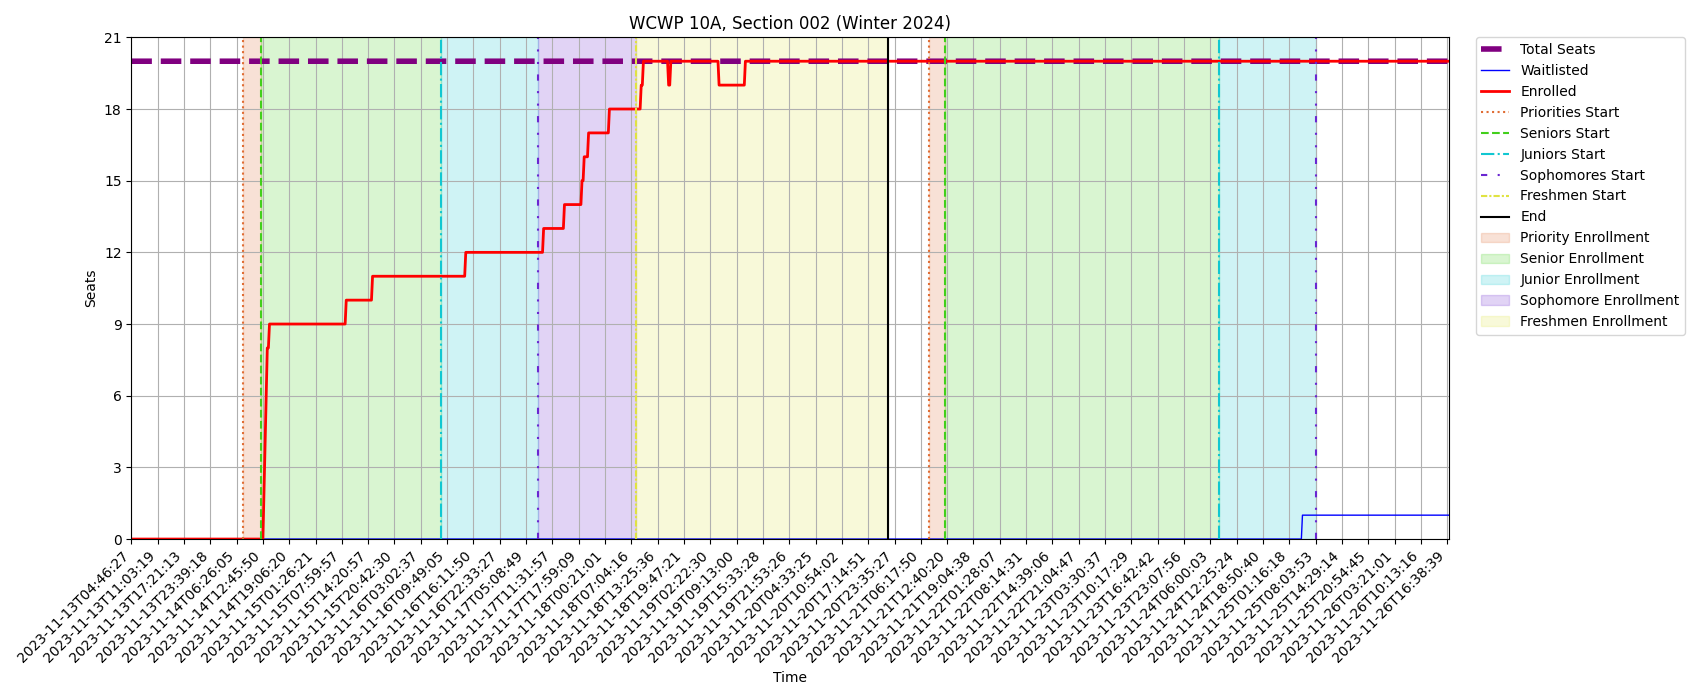 WCWP 10A, Section 002 (Winter 2024)
Seats
21
18
15
12
9
6
3
0
2023-11-13T04:46:27
2023-11-13T11:03:19
2023-11-13T17:21:13
2023-11-13T23:39:18
2023-11-14T06:26:05
2023-11-14T12:45:50
2023-11-14T19:06:20
2023-11-15T01:26:21
2023-11-15T07:59:57
2023-11-15T14:20:57
2023-11-15T20:42:30
2023-11-16T03:02:37
2023-11-16T09:49:05
2023-11-16T16:11:50
2023-11-16T22:33:27
2023-11-17T05:08:49
2023-11-17T11:31:57
2023-11-17T17:59:09
2023-11-18T00:21:01
2023-11-18T07:04:16
2023-11-18T13:25:36
2023-11-18T19:47:21
2023-11-19T02:22:30
2023-11-19T09:13:00
2023-11-19T15:33:28
2023-11-19T21:53:26
2023-11-20T04:33:25
2023-11-20T10:54:02
2023-11-20T17:14:51
2023-11-20T23:35:27
2023-11-21T06:17:50
2023-11-21T12:40:20
2023-11-21T19:04:38
2023-11-22T01:28:07
2023-11-22T08:14:31
2023-11-22T14:39:06
2023-11-22T21:04:47
2023-11-23T03:30:37
2023-11-23T10:17:29
2023-11-23T16:42:42
2023-11-23T23:07:56
2023-11-24T06:00:03
2023-11-24T12:25:24
2023-11-24T18:50:40
2023-11-25T01:16:18
2023-11-25T08:03:53
2023-11-25T14:29:14
2023-11-25T20:54:45
2023-11-26T03:21:01
2023-11-26T10:13:16
2023-11-26T16:38:39
Time
Total Seats
Waitlisted
Enrolled
Priorities Start
Seniors Start
Juniors Start
Sophomores Start
Freshmen Start
End
Priority Enrollment
Senior Enrollment
Junior Enrollment
Sophomore Enrollment
Freshmen Enrollment